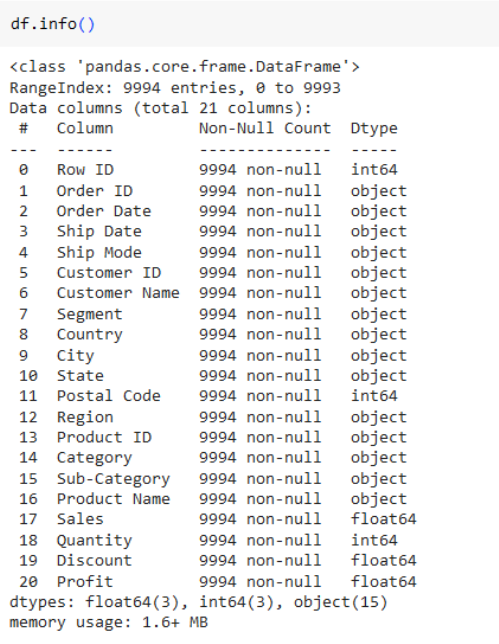 df.info()
<class 'pandas.core.frame.DataFrame'>
RangeIndex: 9994 entries, 0 to 9993
Data columns (total 21 columns):
 #   Column         Non-Null Count  Dtype
---  ------         --------------  -----
 0   Row ID         9994 non-null   int64
 1   Order ID       9994 non-null   object
 2   Order Date     9994 non-null   object
 3   Ship Date      9994 non-null   object
 4   Ship Mode      9994 non-null   object
 5   Customer ID    9994 non-null   object
 6   Customer Name  9994 non-null   object
 7   Segment        9994 non-null   object
 8   Country        9994 non-null   object
 9   City           9994 non-null   object
 10  State          9994 non-null   object
 11  Postal Code    9994 non-null   int64
 12  Region         9994 non-null   object
 13  Product ID     9994 non-null   object
 14  Category       9994 non-null   object
 15  Sub-Category   9994 non-null   object
 16  Product Name   9994 non-null   object
 17  Sales          9994 non-null   float64
 18  Quantity       9994 non-null   int64
 19  Discount       9994 non-null   float64
 20  Profit         9994 non-null   float64
dtypes: float64(3), int64(3), object(15)
memory usage: 1.6+ MB